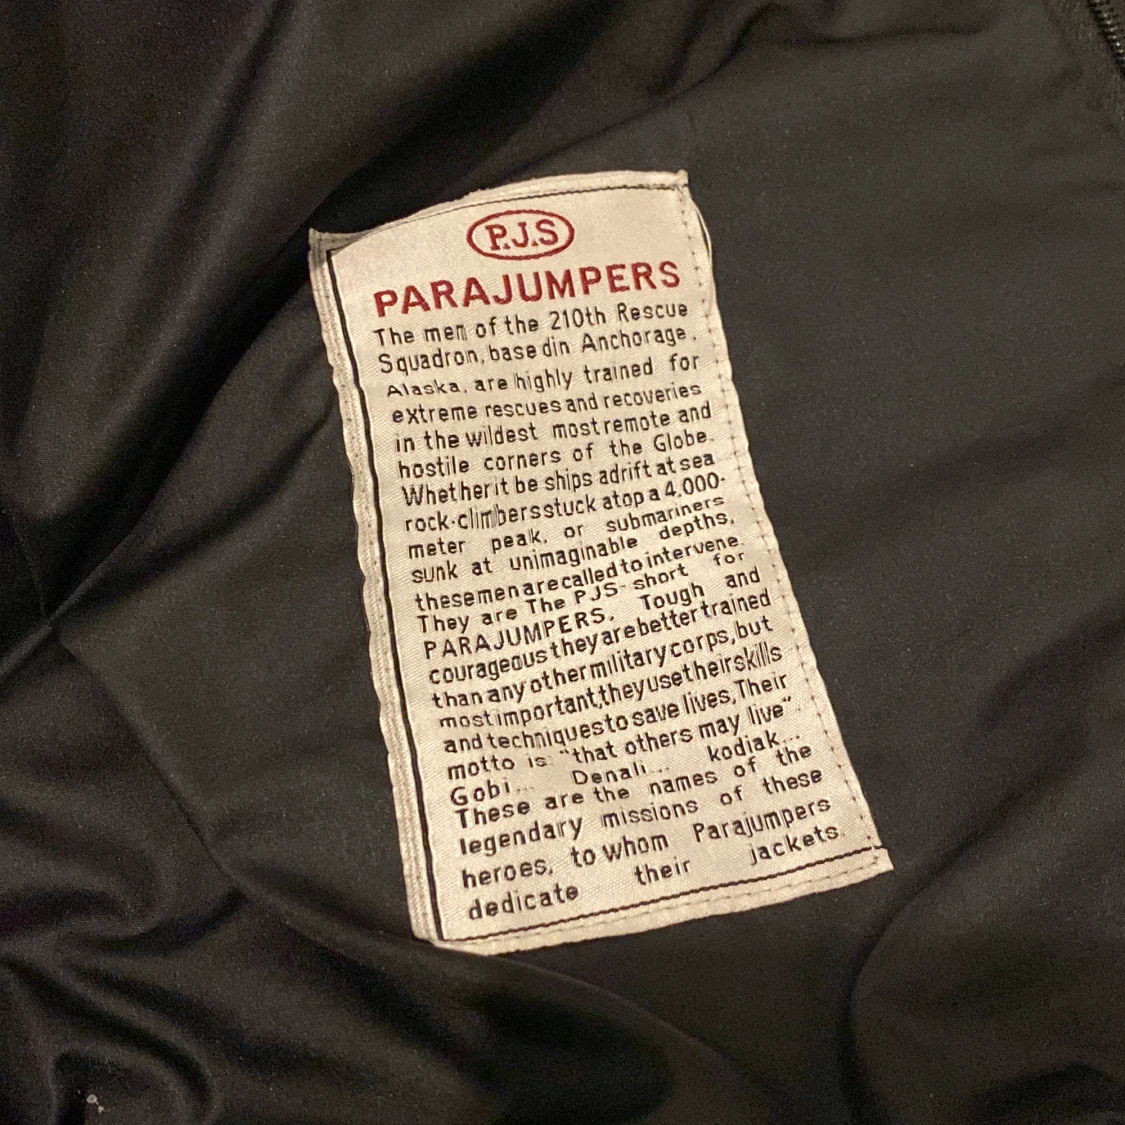 P.J.S
PARAJUMPERS
The men of the 210th Rescue
Squadron, based in Anchorage,
Alaska, are highly trained for
extreme rescues and recoveries
in the wildest most remote and
hostile corners of the Globe.
Whether it be ships adrift at sea
rock-climbers stuck atop a 4.000-
meter peak, or submariners
sunk at unimaginable depths,
these men are called to intervene.
They are The PJS- short for
PARAJUMPERS. Tough and
courageous they are better trained
than any other military corps, but
most important, they use their skills
and techniques to save lives, Their
motto is: "that others may live"
Gobi... Denali... kodiak...
These are the names of the
legendary missions of these
heroes, to whom Parajumpers
dedicate their jackets.